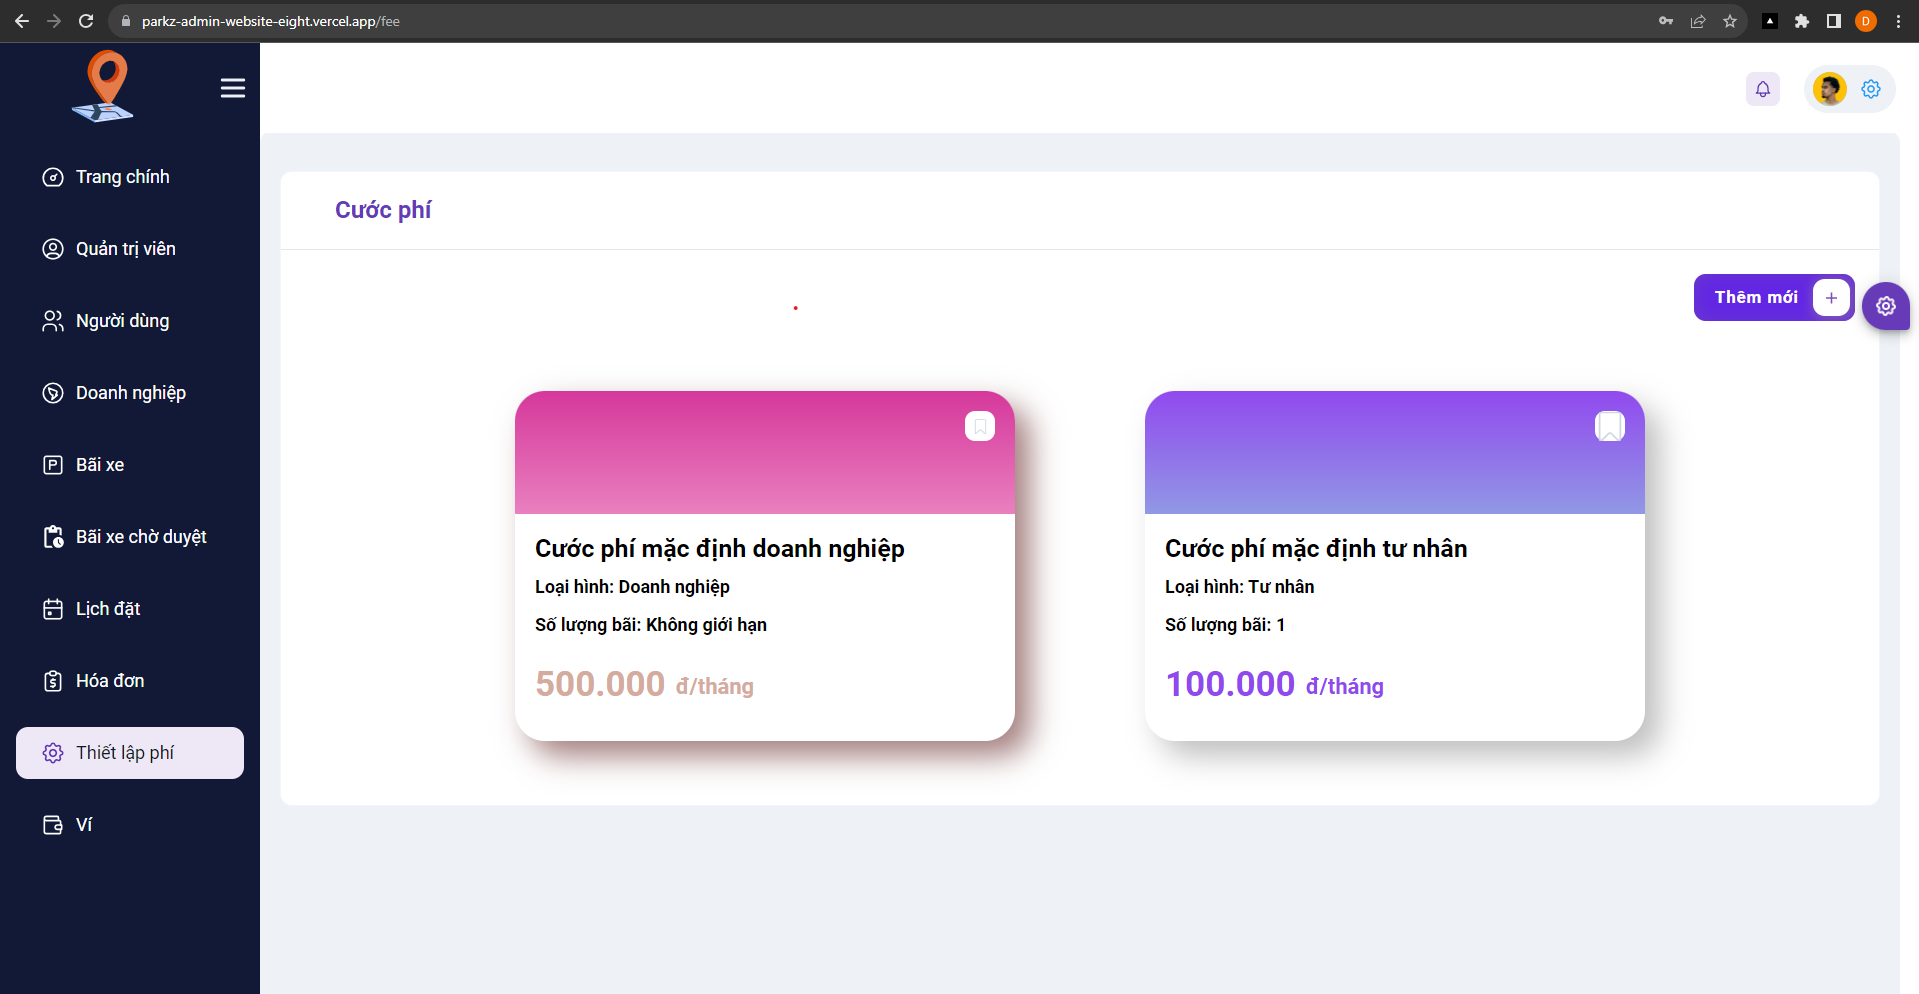 parkz-admin-website-eight.vercel.app/fee
D
Trang chính
Quản trị viên
Người dùng
Doanh nghiệp
Bãi xe
Bãi xe chờ duyệt
Lịch đặt
Hóa đơn
Thiết lập phí
Ví
Cước phí
Thêm mới
Cước phí mặc định doanh nghiệp
Loại hình: Doanh nghiệp
Số lượng bãi: Không giới hạn
500.000 đ/tháng
Cước phí mặc định tư nhân
Loại hình: Tư nhân
Số lượng bãi: 1
100.000 đ/tháng